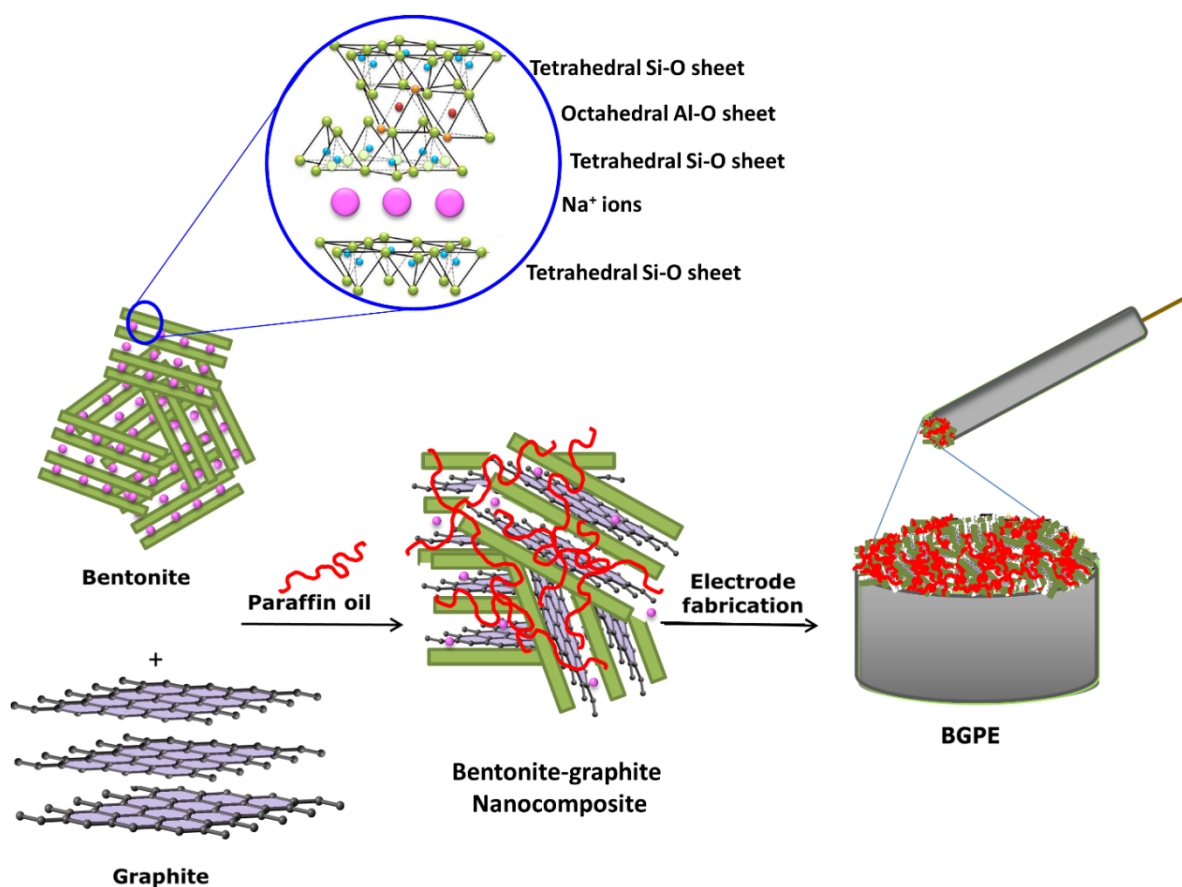 Tetrahedral Si-O sheet
Octahedral Al-O sheet
Tetrahedral Si-O sheet
Na⁺ ions
Tetrahedral Si-O sheet
Bentonite
Paraffin oil
+
Graphite
Bentonite-graphite
Nanocomposite
Electrode
fabrication
BGPE